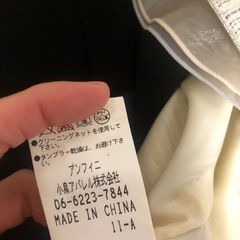 ●クリーニングネットを使用して
下さい。
●タンブラー乾燥は、お避け下さ
い。
アンフィニ
小泉アパレル株式会社
06-6223-7844
MADE IN CHINA
11-A